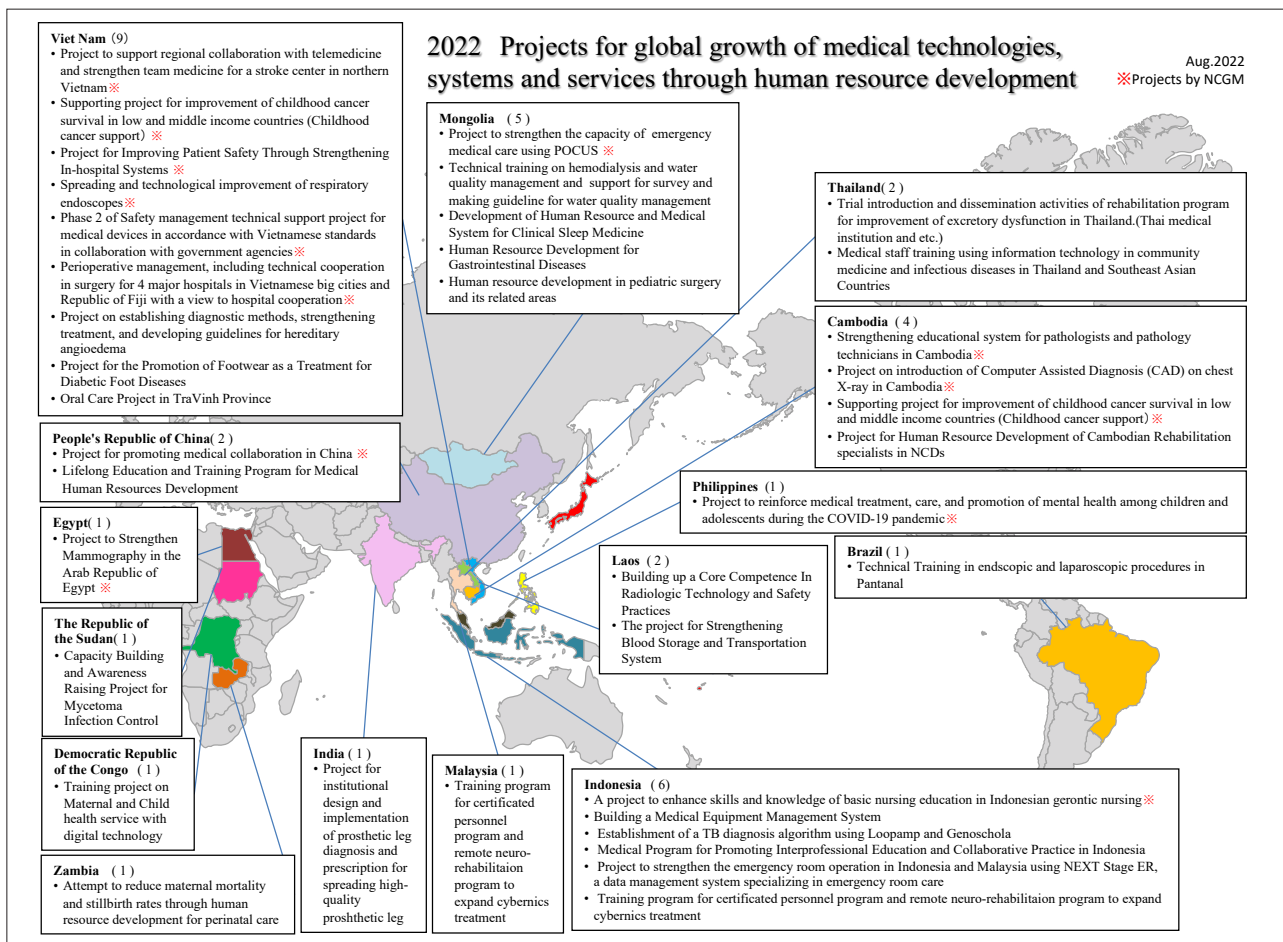 2022 Projects for global growth of medical technologies,
systems and services through human resource development
Aug.2022
※Projects by NCGM
Viet Nam (9)
• Project to support regional collaboration with telemedicine
and strengthen team medicine for a stroke center in northern
Vietnam※
• Supporting project for improvement of childhood cancer
survival in low and middle income countries (Childhood
cancer support) ※
• Project for Improving Patient Safety Through Strengthening
In-hospital Systems ※
• Spreading and technological improvement of respiratory
endoscopes※
• Phase 2 of Safety management technical support project for
medical devices in accordance with Vietnamese standards
in collaboration with government agencies※
• Perioperative management, including technical cooperation
in surgery for 4 major hospitals in Vietnamese big cities and
Republic of Fiji with a view to hospital cooperation※
• Project on establishing diagnostic methods, strengthening
treatment, and developing guidelines for hereditary
angioedema
• Project for the Promotion of Footwear as a Treatment for
Diabetic Foot Diseases
• Oral Care Project in TraVinh Province
Mongolia ( 5 )
• Project to strengthen the capacity of emergency
medical care using POCUS ※
• Technical training on hemodialysis and water
quality management and support for survey and
making guideline for water quality management
• Development of Human Resource and Medical
System for Clinical Sleep Medicine
• Human Resource Development for
Gastrointestinal Diseases
• Human resource development in pediatric surgery
and its related areas
Thailand( 2 )
• Trial introduction and dissemination activities of rehabilitation program
for improvement of excretory dysfunction in Thailand.(Thai medical
institution and etc.)
• Medical staff training using information technology in community
medicine and infectious diseases in Thailand and Southeast Asian
Countries
Cambodia ( 4 )
• Strengthening educational system for pathologists and pathology
technicians in Cambodia※
• Project on introduction of Computer Assisted Diagnosis (CAD) on chest
X-ray in Cambodia※
• Supporting project for improvement of childhood cancer survival in low
and middle income countries (Childhood cancer support) ※
• Project for Human Resource Development of Cambodian Rehabilitation
specialists in NCDs
People's Republic of China( 2 )
• Project for promoting medical collaboration in China ※
• Lifelong Education and Training Program for Medical
Human Resources Development
Philippines (1 )
• Project to reinforce medical treatment, care, and promotion of mental health among children and
adolescents during the COVID-19 pandemic※
Egypt( 1 )
• Project to Strengthen
Mammography in the
Arab Republic of
Egypt ※
Laos ( 2 )
• Building up a Core Competence In
Radiologic Technology and Safety
Practices
• The project for Strengthening
Blood Storage and Transportation
System
Brazil ( 1 )
• Technical Training in endscopic and laparoscopic procedures in
Pantanal
The Republic of
the Sudan( 1 )
• Capacity Building
and Awareness
Raising Project for
Mycetoma
Infection Control
Democratic Republic
of the Congo ( 1 )
• Training project on
Maternal and Child
health service with
digital technology
India ( 1 )
• Project for
institutional
design and
implementation
of prosthetic leg
diagnosis and
prescription for
spreading high-
quality
proshthetic leg
Malaysia ( 1 )
• Training program
for certificated
personnel
program and
remote neuro-
rehabilitaion
program to
expand
cybernics
treatment
Indonesia ( 6)
• A project to enhance skills and knowledge of basic nursing education in Indonesian gerontic nursing※
• Building a Medical Equipment Management System
• Establishment of a TB diagnosis algorithm using Loopamp and Genoschola
• Medical Program for Promoting Interprofessional Education and Collaborative Practice in Indonesia
• Project to strengthen the emergency room operation in Indonesia and Malaysia using NEXT Stage ER,
a data management system specializing in emergency room care
• Training program for certificated personnel program and remote neuro-rehabilitaion program to expand
cybernics treatment
Zambia ( 1 )
• Attempt to reduce maternal mortality
and stillbirth rates through human
resource development for perinatal care